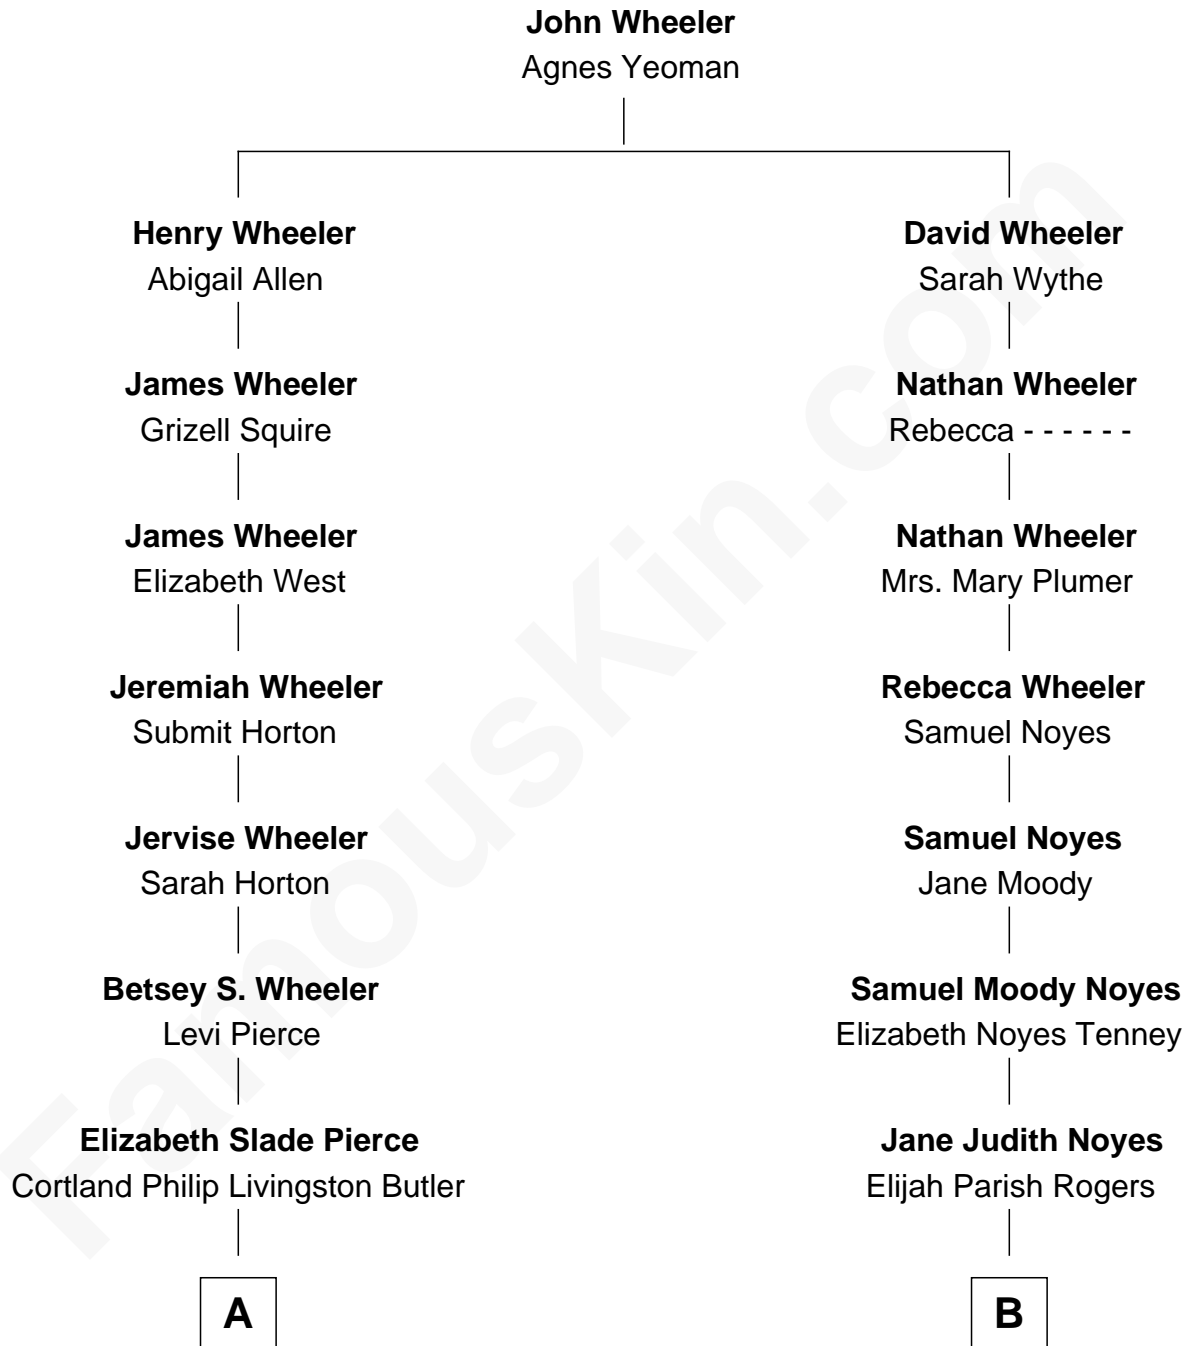 John Wheeler
Agnes Yeoman
Henry Wheeler
Abigail Allen
James Wheeler
Grizell Squire
James Wheeler
Elizabeth West
Jeremiah Wheeler
Submit Horton
Jervise Wheeler
Sarah Horton
Betsey S. Wheeler
Levi Pierce
Elizabeth Slade Pierce
Cortland Philip Livingston Butler
A
David Wheeler
Sarah Wythe
Nathan Wheeler
Rebecca - - - - - -
Nathan Wheeler
Mrs. Mary Plumer
Rebecca Wheeler
Samuel Noyes
Samuel Noyes
Jane Moody
Samuel Moody Noyes
Elizabeth Noyes Tenney
Jane Judith Noyes
Elijah Parish Rogers
B
FamousKin.com